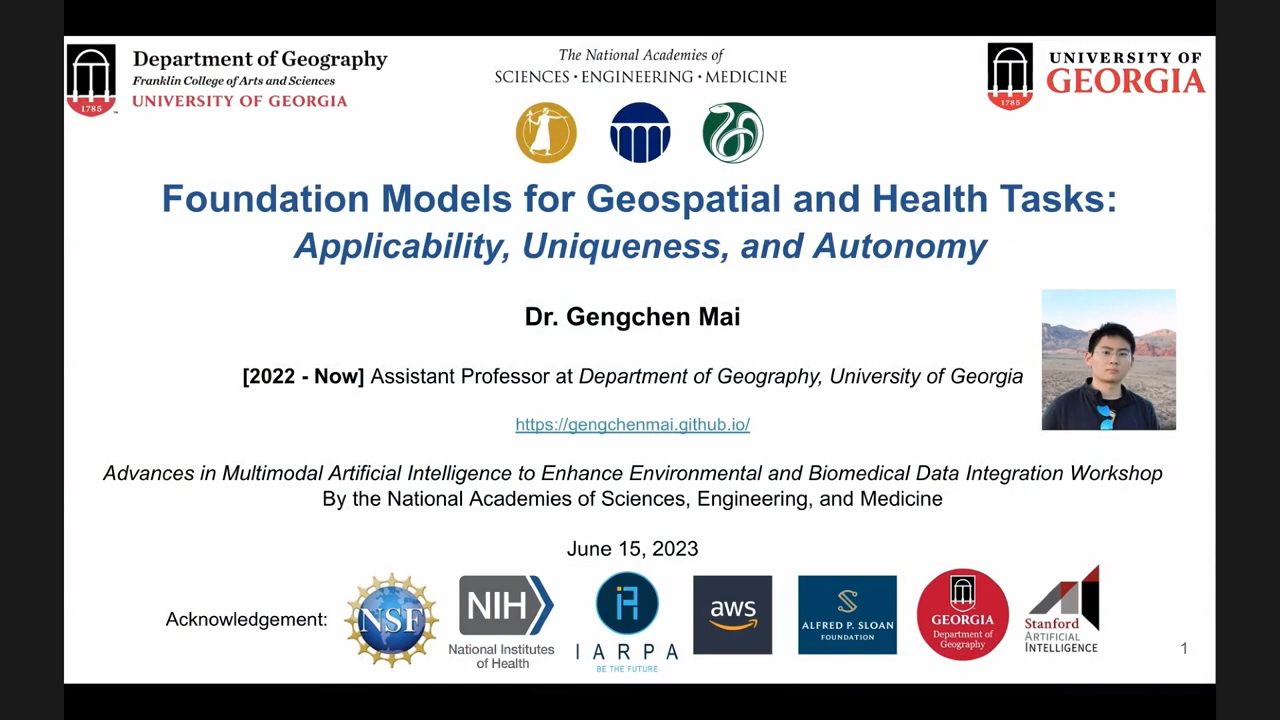 Department of Geography
Franklin College of Arts and Sciences
UNIVERSITY OF GEORGIA
1785
The National Academies of
SCIENCES · ENGINEERING · MEDICINE
1785
UNIVERSITY OF
GEORGIA
Foundation Models for Geospatial and Health Tasks:
Applicability, Uniqueness, and Autonomy
Dr. Gengchen Mai
[2022 - Now] Assistant Professor at Department of Geography, University of Georgia
https://gengchenmai.github.io/
Advances in Multimodal Artificial Intelligence to Enhance Environmental and Biomedical Data Integration Workshop
By the National Academies of Sciences, Engineering, and Medicine
June 15, 2023
Acknowledgement:
NSF
NIH
National Institutes
of Health
IARPA
BE THE FUTURE
aws
ALFRED P. SLOAN
FOUNDATION
GEORGIA
Department of
Geography
Stanford
ARTIFICIAL
INTELLIGENCE
1